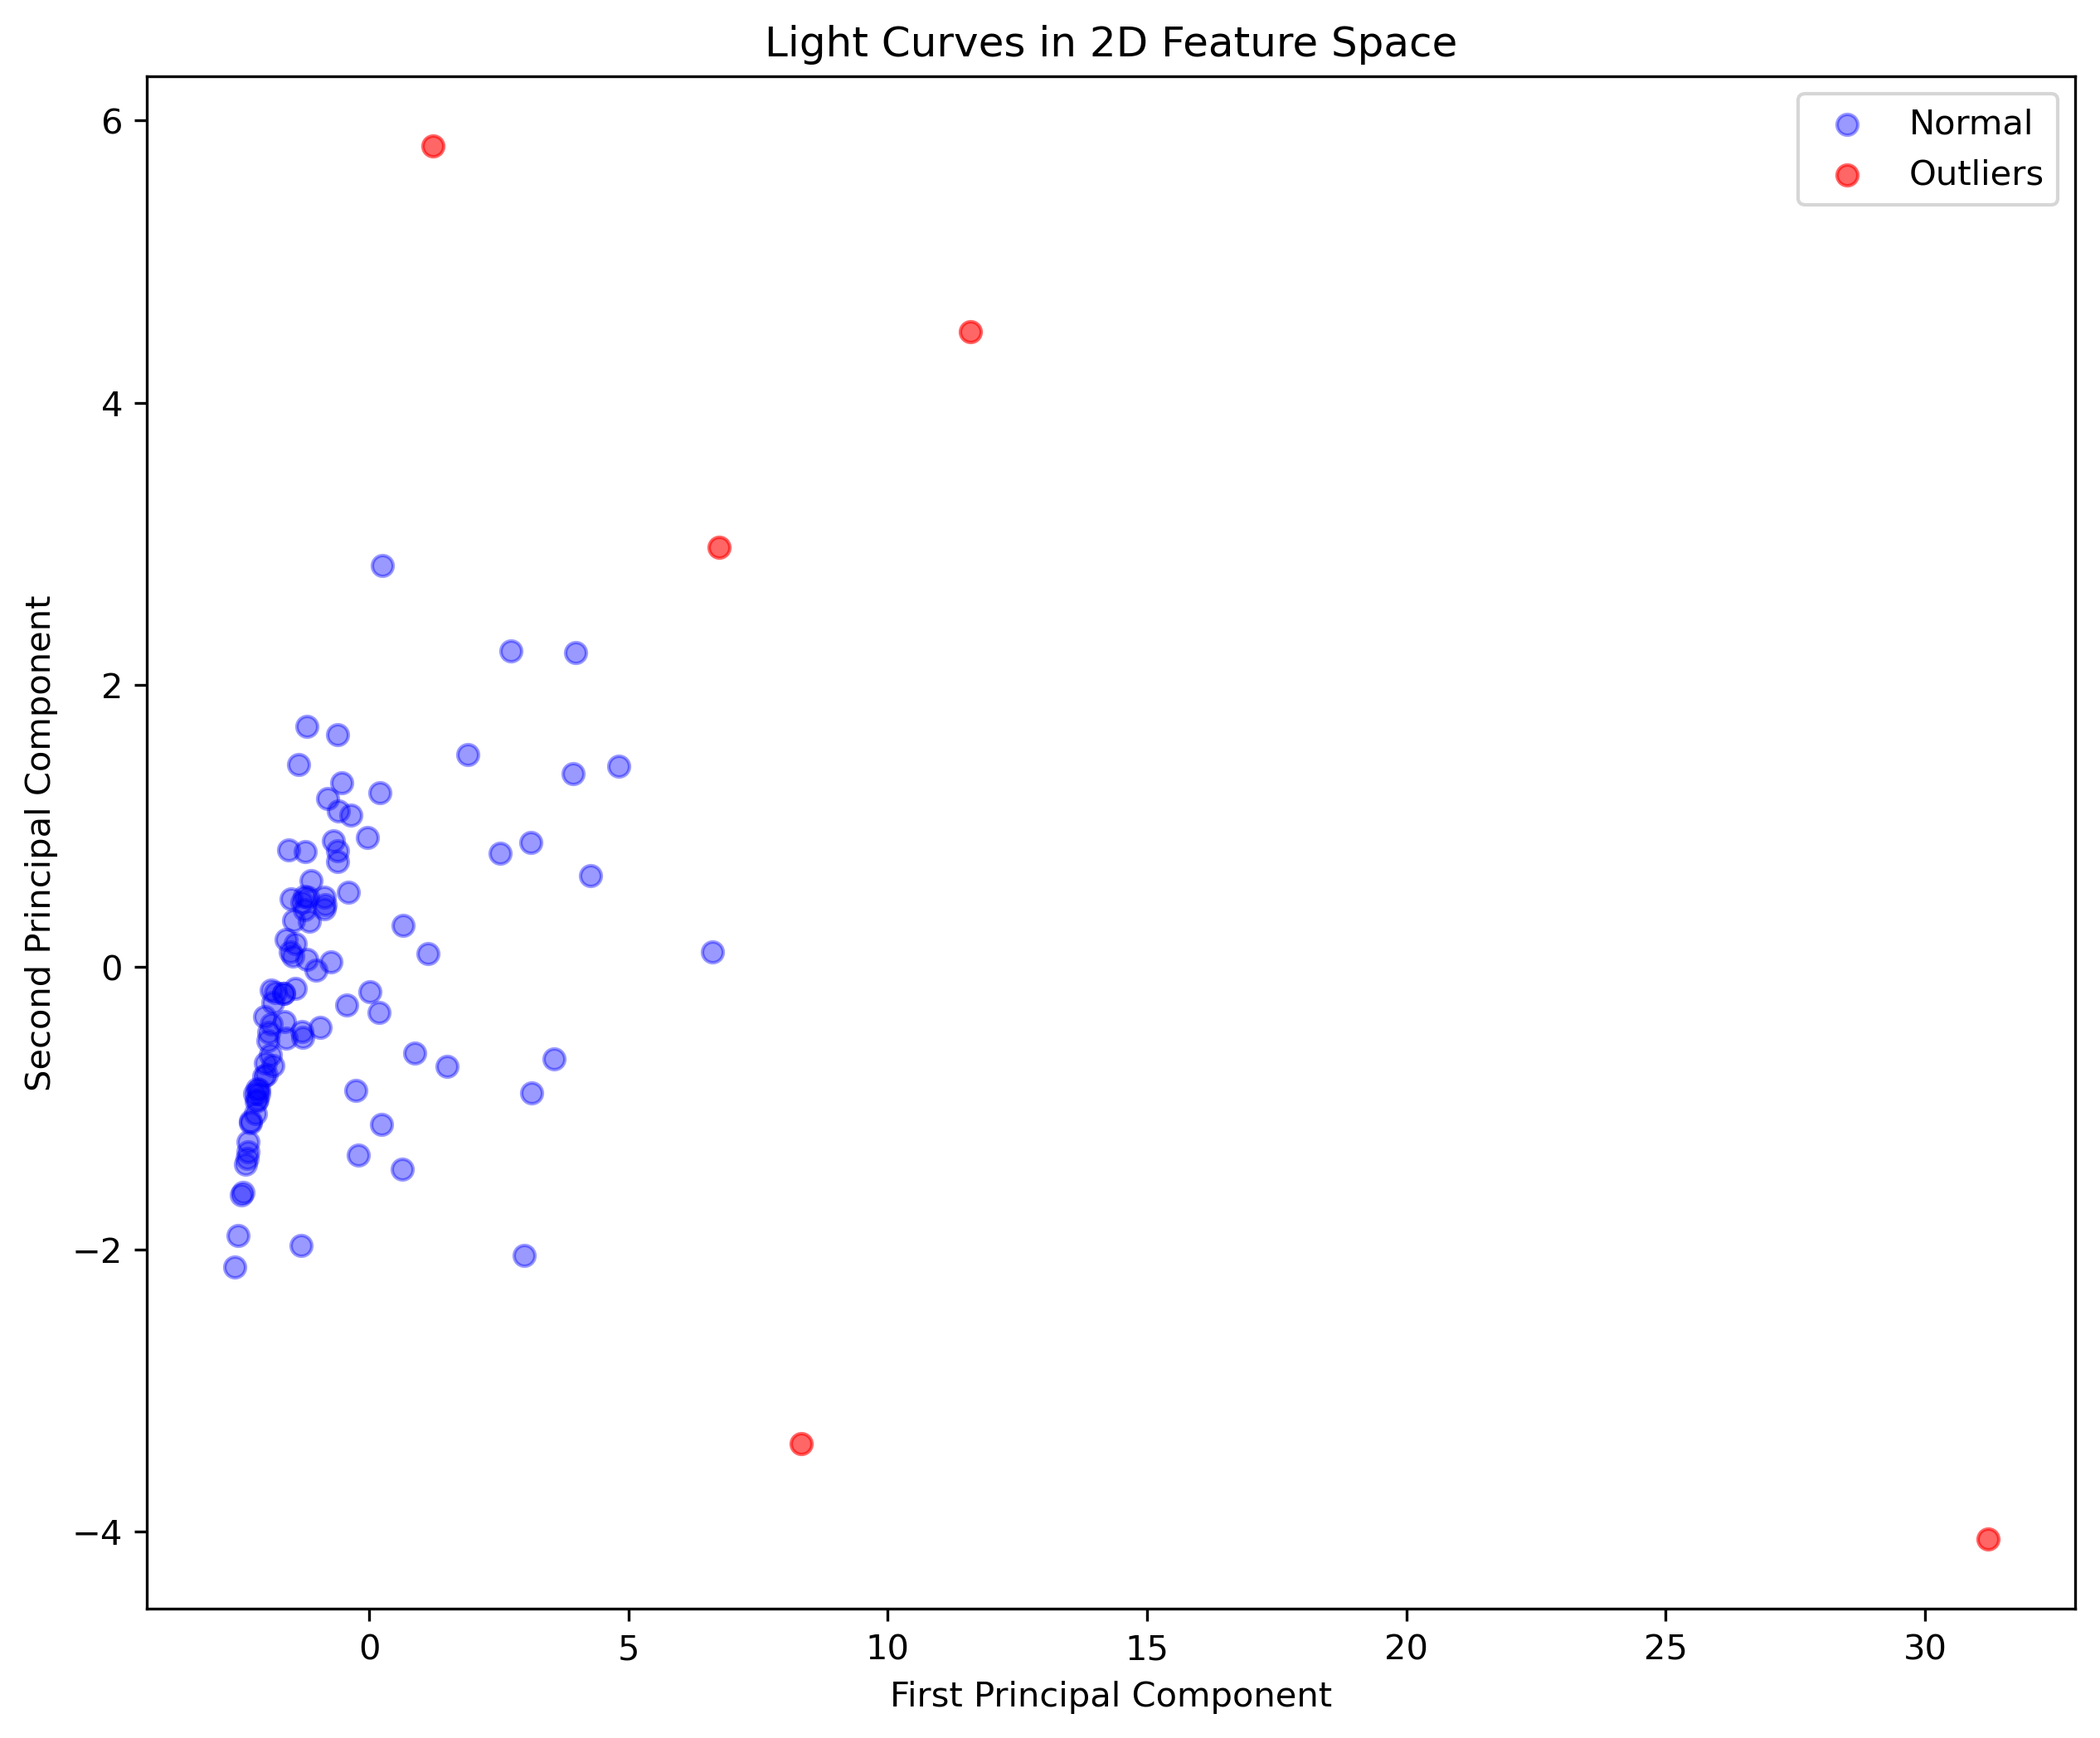 Light Curves in 2D Feature Space
Normal
Outliers
6
4
2
0
−2
−4
Second Principal Component
0 5 10 15 20 25 30
First Principal Component